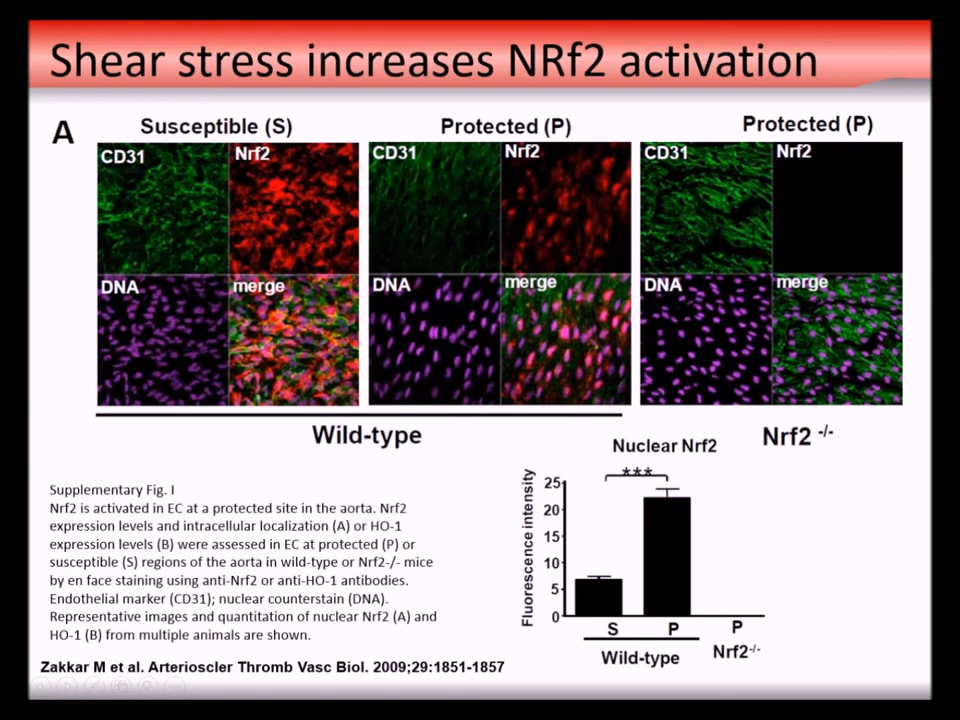 Shear stress increases NRf2 activation
A
Susceptible (S)
Protected (P)
Protected (P)
CD31
Nrf2
CD31
Nrf2
CD31
Nrf2
DNA
merge
DNA
merge
DNA
merge
Wild-type
Nrf2 -/-
Nuclear Nrf2
Fluorescence intensity
25
20
15
10
5
0
***
S
P
P
Wild-type
Nrf2-/-
Supplementary Fig. I
Nrf2 is activated in EC at a protected site in the aorta. Nrf2
expression levels and intracellular localization (A) or HO-1
expression levels (B) were assessed in EC at protected (P) or
susceptible (S) regions of the aorta in wild-type or Nrf2-/- mice
by en face staining using anti-Nrf2 or anti-HO-1 antibodies.
Endothelial marker (CD31); nuclear counterstain (DNA).
Representative images and quantitation of nuclear Nrf2 (A) and
HO-1 (B) from multiple animals are shown.
Zakkar M et al. Arterioscler Thromb Vasc Biol. 2009;29:1851-1857